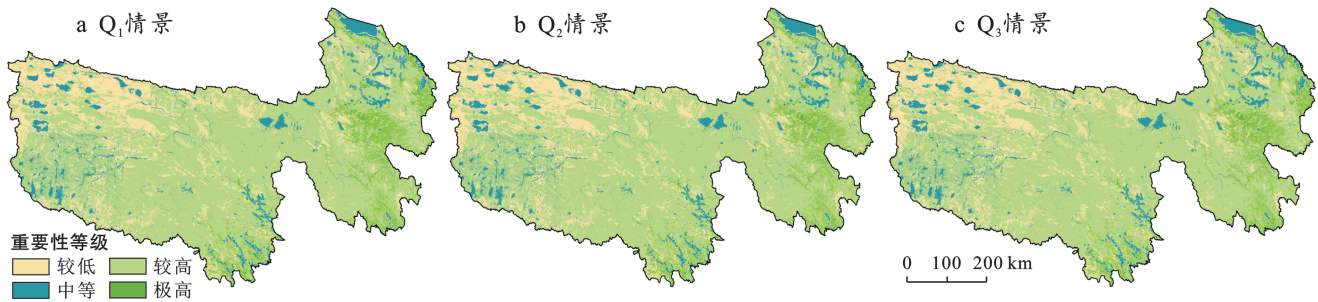 a Q1情景
b Q2情景
c Q3情景
重要性等级
较低 较高
中等 极高
0 100 200 km